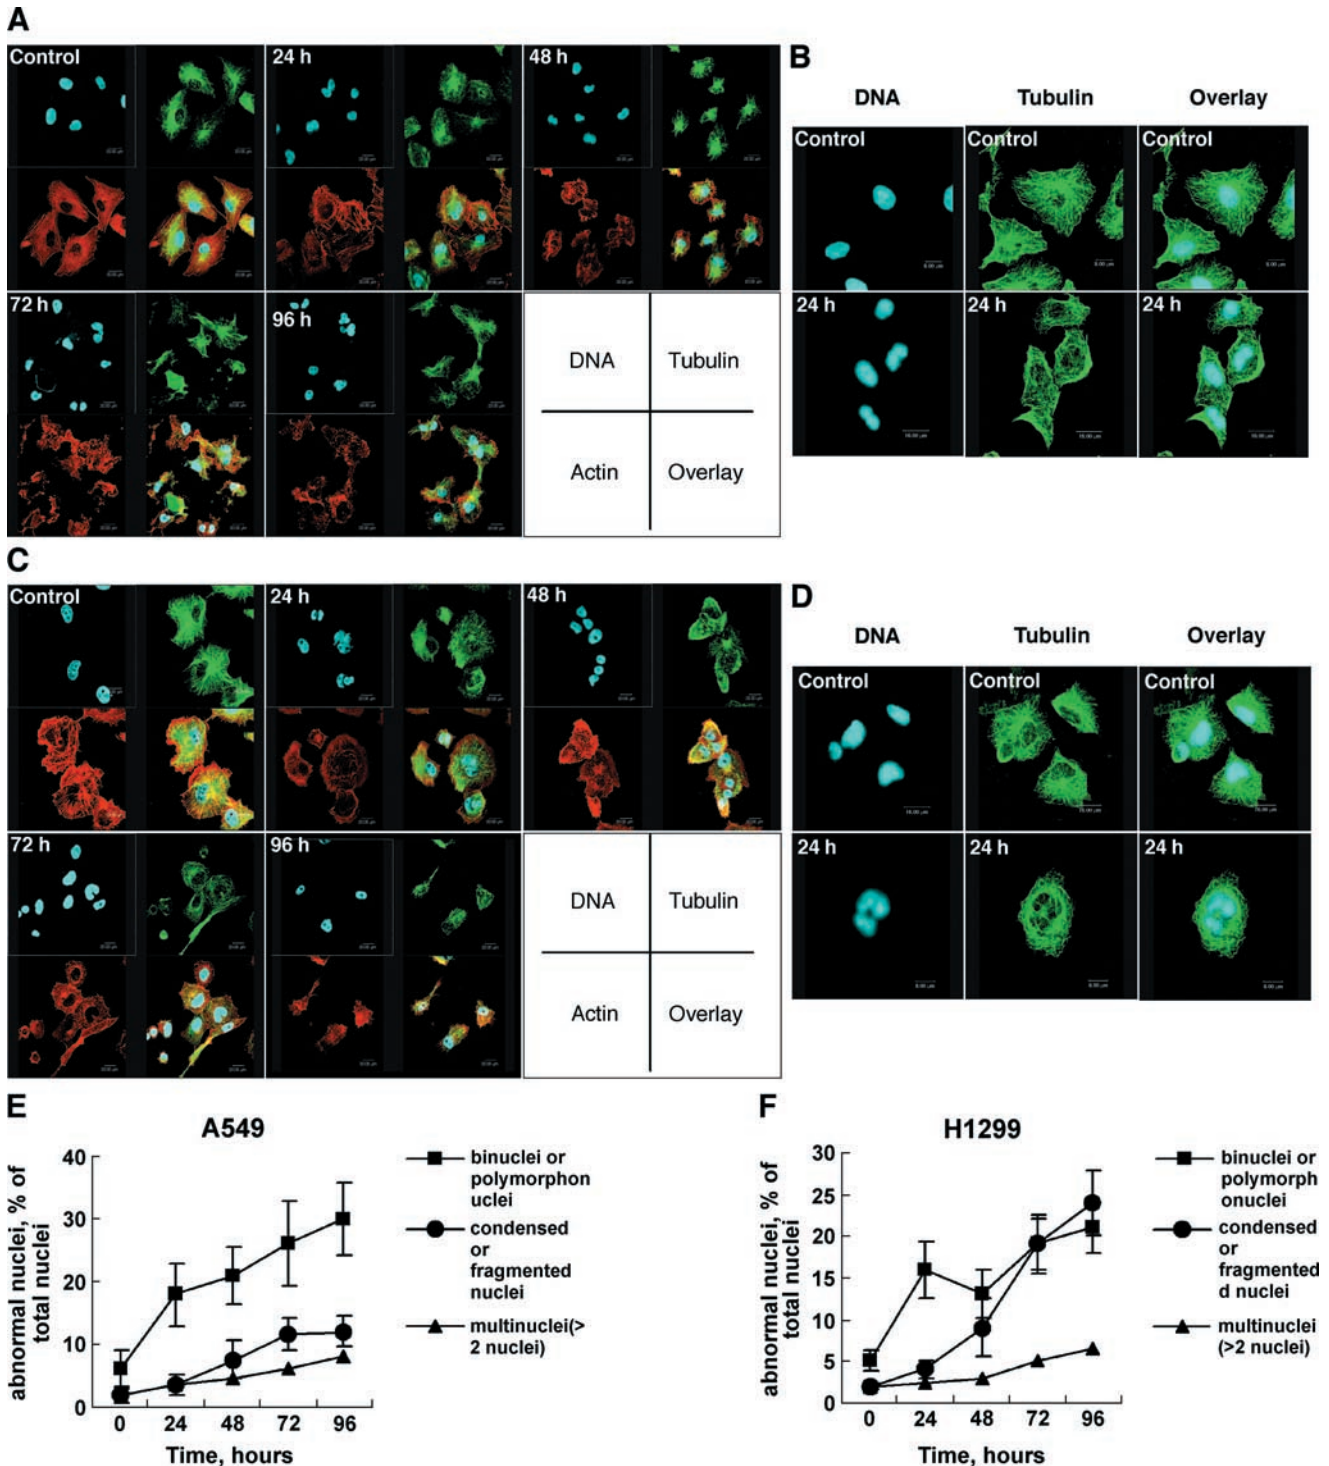 A
Control
24 h
48 h
72 h
96 h
DNA
Tubulin
Actin
Overlay
B
DNA
Tubulin
Overlay
Control
Control
Control
24 h
24 h
24 h
C
Control
24 h
48 h
72 h
96 h
DNA
Tubulin
Actin
Overlay
D
DNA
Tubulin
Overlay
Control
Control
Control
24 h
24 h
24 h
E
A549
abnormal nuclei, % of
total nuclei
40
30
20
10
0
0 24 48 72 96
Time, hours
binuclei or
polymorphon
uclei
condensed
or
fragmented
nuclei
multinuclei(>
2 nuclei)
F
H1299
abnormal nuclei, % of
total nuclei
30
25
20
15
10
5
0
0 24 48 72 96
Time, hours
binuclei or
polymorph
onuclei
condensed
or
fragmented
d nuclei
multinuclei
(>2 nuclei)